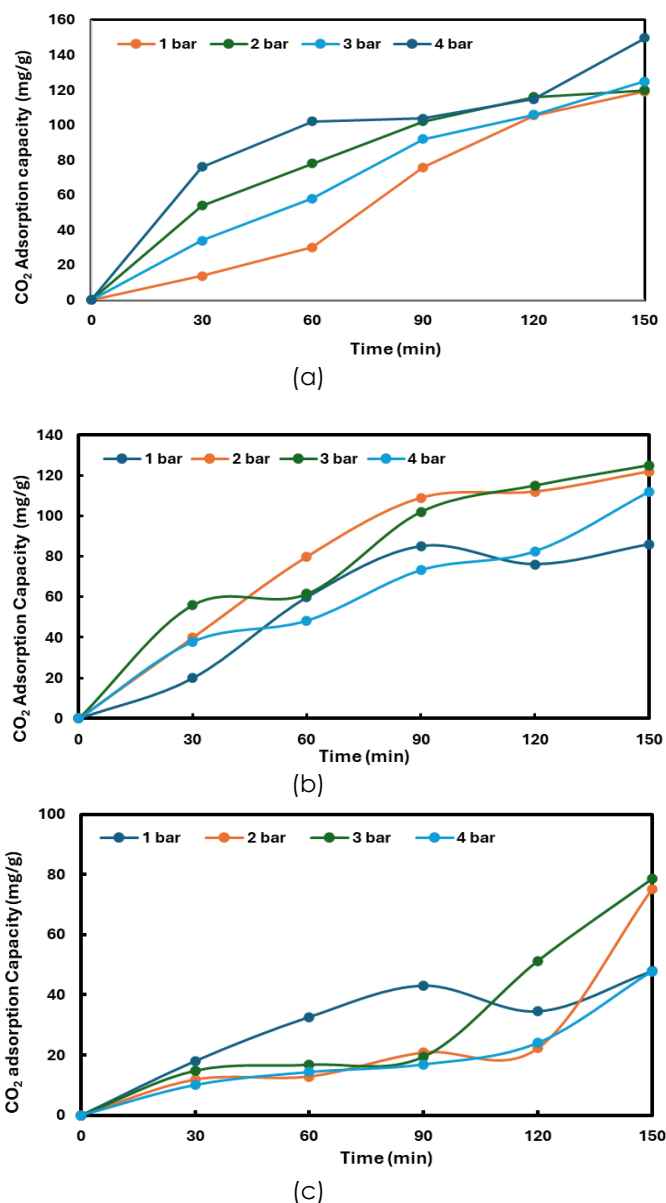 CO₂ Adsorption capacity (mg/g)
160
140
120
100
80
60
40
20
0
1 bar 2 bar 3 bar 4 bar
0 30 60 90 120 150
Time (min)
(a)
CO₂ Adsorption Capacity (mg/g)
140
120
100
80
60
40
20
0
1 bar 2 bar 3 bar 4 bar
0 30 60 90 120 150
Time (min)
(b)
CO₂ adsorption Capacity (mg/g)
100
80
60
40
20
0
1 bar 2 bar 3 bar 4 bar
0 30 60 90 120 150
Time (min)
(c)